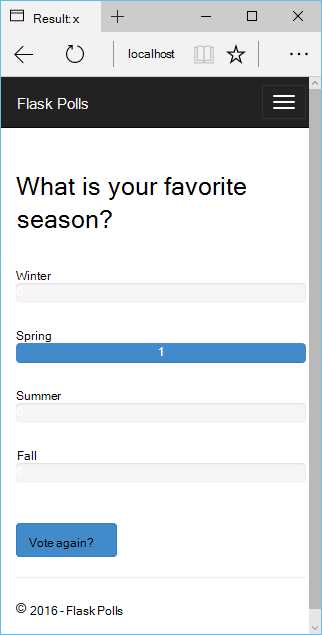 Result:x
localhost
Flask Polls
What is your favorite
season?
Winter
0
Spring
1
Summer
0
Fall
0
Vote again?
© 2016 - Flask Polls